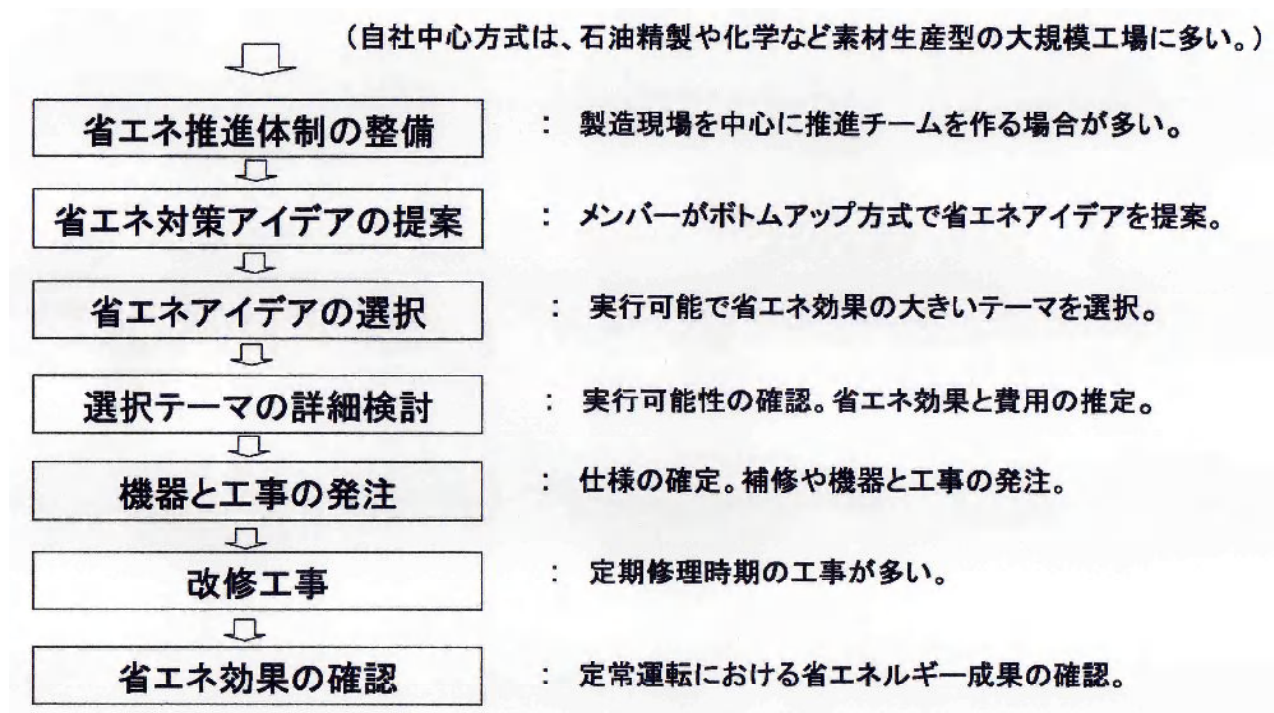 （自社中心方式は、石油精製や化学など素材生産型の大規模工場に多い。）
省エネ推進体制の整備 ： 製造現場を中心に推進チームを作る場合が多い。
省エネ対策アイデアの提案 ： メンバーがボトムアップ方式で省エネアイデアを提案。
省エネアイデアの選択 ： 実行可能で省エネ効果の大きいテーマを選択。
選択テーマの詳細検討 ： 実行可能性の確認。省エネ効果と費用の推定。
機器と工事の発注 ： 仕様の確定。補修や機器と工事の発注。
改修工事 ： 定期修理時期の工事が多い。
省エネ効果の確認 ： 定常運転における省エネルギー成果の確認。